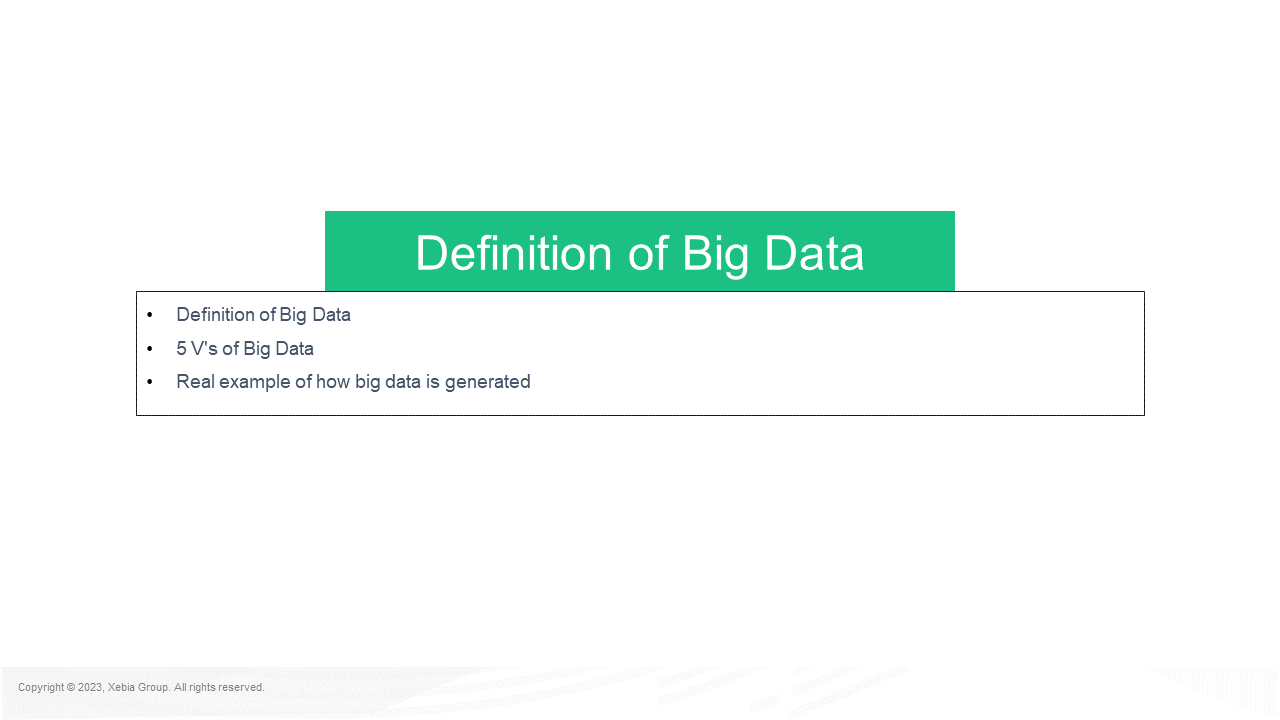 Definition of Big Data
• Definition of Big Data
• 5 V's of Big Data
• Real example of how big data is generated
Copyright © 2023, Xebia Group. All rights reserved.